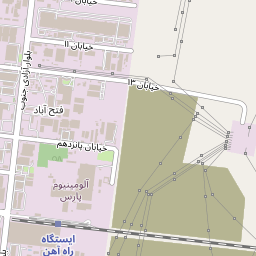 خیابان ۱۱
بلوار آزادی جنوبی
خیابان ۱۳
فتح آباد
خیابان پانزدهم
آلومینیوم
پارس
ایستگاه
راه آهن